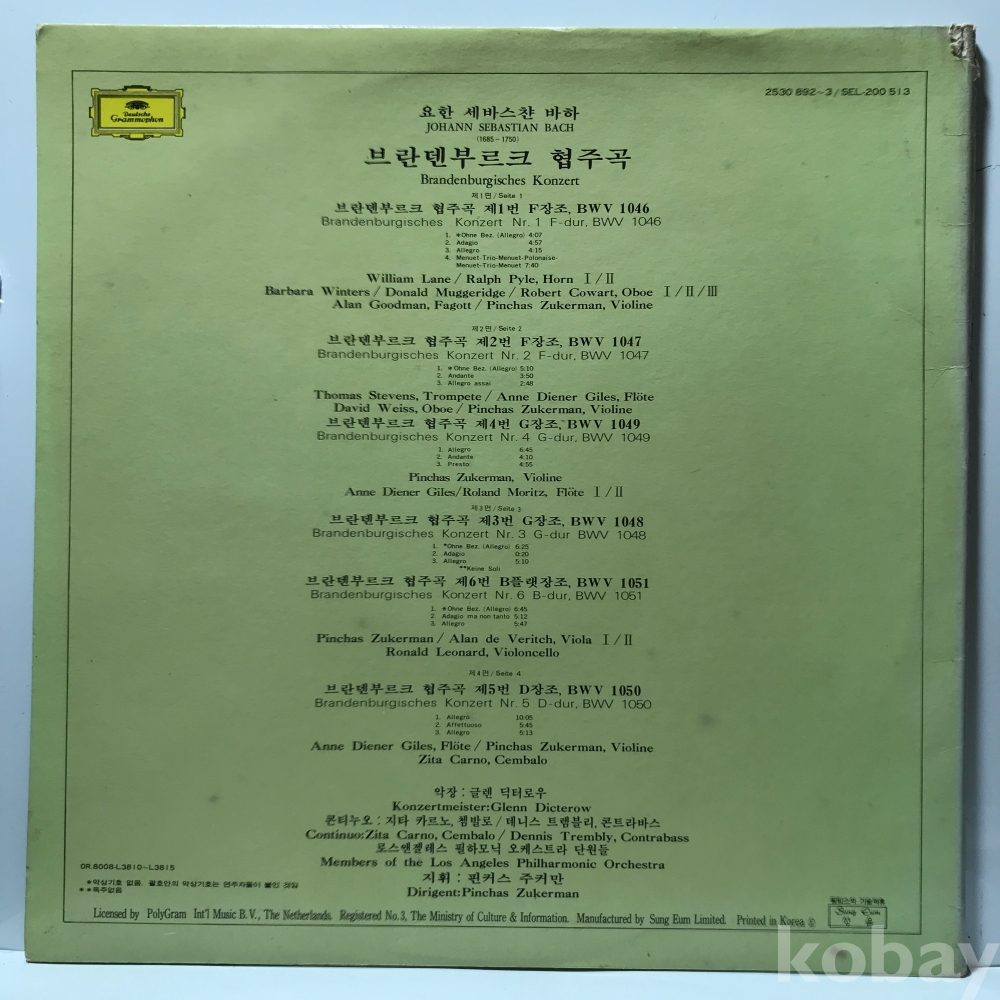 2530 892~3/SEL-200 513
Deutsche
Grammophon
요한 세바스챤 바하
JOHANN SEBASTIAN BACH
(1685-1750)
브란덴부르크 협주곡
Brandenburgisches Konzert
제1면/Seite 1
브란덴부르크 협주곡 제1번 F장조, BWV 1046
Brandenburgisches Konzert Nr. 1 F-dur, BWV 1046
1. *Ohne Bez. (Allegro) 4:07
2. Adagio 4:57
3. Allegro 4:15
4. Menuet-Trio-Menuet-Polonaise-
Menuet-Trio-Menuet 7:40
William Lane/Ralph Pyle, Horn Ⅰ/Ⅱ
Barbara Winters/Donald Muggeridge/Robert Cowart, Oboe Ⅰ/Ⅱ/Ⅲ
Alan Goodman, Fagott/Pinchas Zukerman, Violine
제2면/Seite 2
브란덴부르크 협주곡 제2번 F장조, BWV 1047
Brandenburgisches Konzert Nr. 2 F-dur, BWV 1047
1. *Ohne Bez. (Allegro) 5:10
2. Andante 3:50
3. Allegro assai 2:48
Thomas Stevens, Trompete/Anne Diener Giles, Flöte
David Weiss, Oboe/Pinchas Zukerman, Violine
브란덴부르크 협주곡 제4번 G장조, BWV 1049
Brandenburgisches Konzert Nr. 4 G-dur, BWV 1049
1. Allegro 6:45
2. Andante 4:10
3. Presto 4:55
Pinchas Zukerman, Violine
Anne Diener Giles/Roland Moritz, Flöte Ⅰ/Ⅱ
제3면/Seite 3
브란덴부르크 협주곡 제3번 G장조, BWV 1048
Brandenburgisches Konzert Nr. 3 G-dur BWV 1048
1. *Ohne Bez. (Allegro) 6:25
2. Adagio 0:20
3. Allegro 5:10
**Keine Soli
브란덴부르크 협주곡 제6번 B플랫장조, BWV 1051
Brandenburgisches Konzert Nr. 6 B-dur, BWV 1051
1. *Ohne Bez. (Allegro) 6:45
2. Adagio ma non tanto 5:12
3. Allegro 5:47
Pinchas Zukerman/Alan de Veritch, Viola Ⅰ/Ⅱ
Ronald Leonard, Violoncello
제4면/Seite 4
브란덴부르크 협주곡 제5번 D장조, BWV 1050
Brandenburgisches Konzert Nr. 5 D-dur, BWV 1050
1. Allegro 10:05
2. Affettuoso 5:45
3. Allegro 5:13
Anne Diener Giles, Flöte/Pinchas Zukerman, Violine
Zita Carno, Cembalo
악장:글렌 딕터로우
Konzertmeister:Glenn Dicterow
콘티누오:지타 카르노, 쳄발로/데니스 트렘블리, 콘트라바스
Continuo:Zita Carno, Cembalo/Dennis Trembly, Contrabass
로스앤젤레스 필하모닉 오케스트라 단원들
Members of the Los Angeles Philharmonic Orchestra
지휘:핀커스 주커만
Dirigent:Pinchas Zukerman
OR.8008-L3810~L3815
*악상기호 없음, 괄호안의 악상기호는 연주자들이 붙인 것임
**독주없음
Licensed by PolyGram Int'l Music B.V., The Netherlands. Registered No.3, The Ministry of Culture & Information. Manufactured by Sung Eum Limited. Printed in Korea ⓒ
필립스와 기술제휴
Sung Eum
성음
kobay